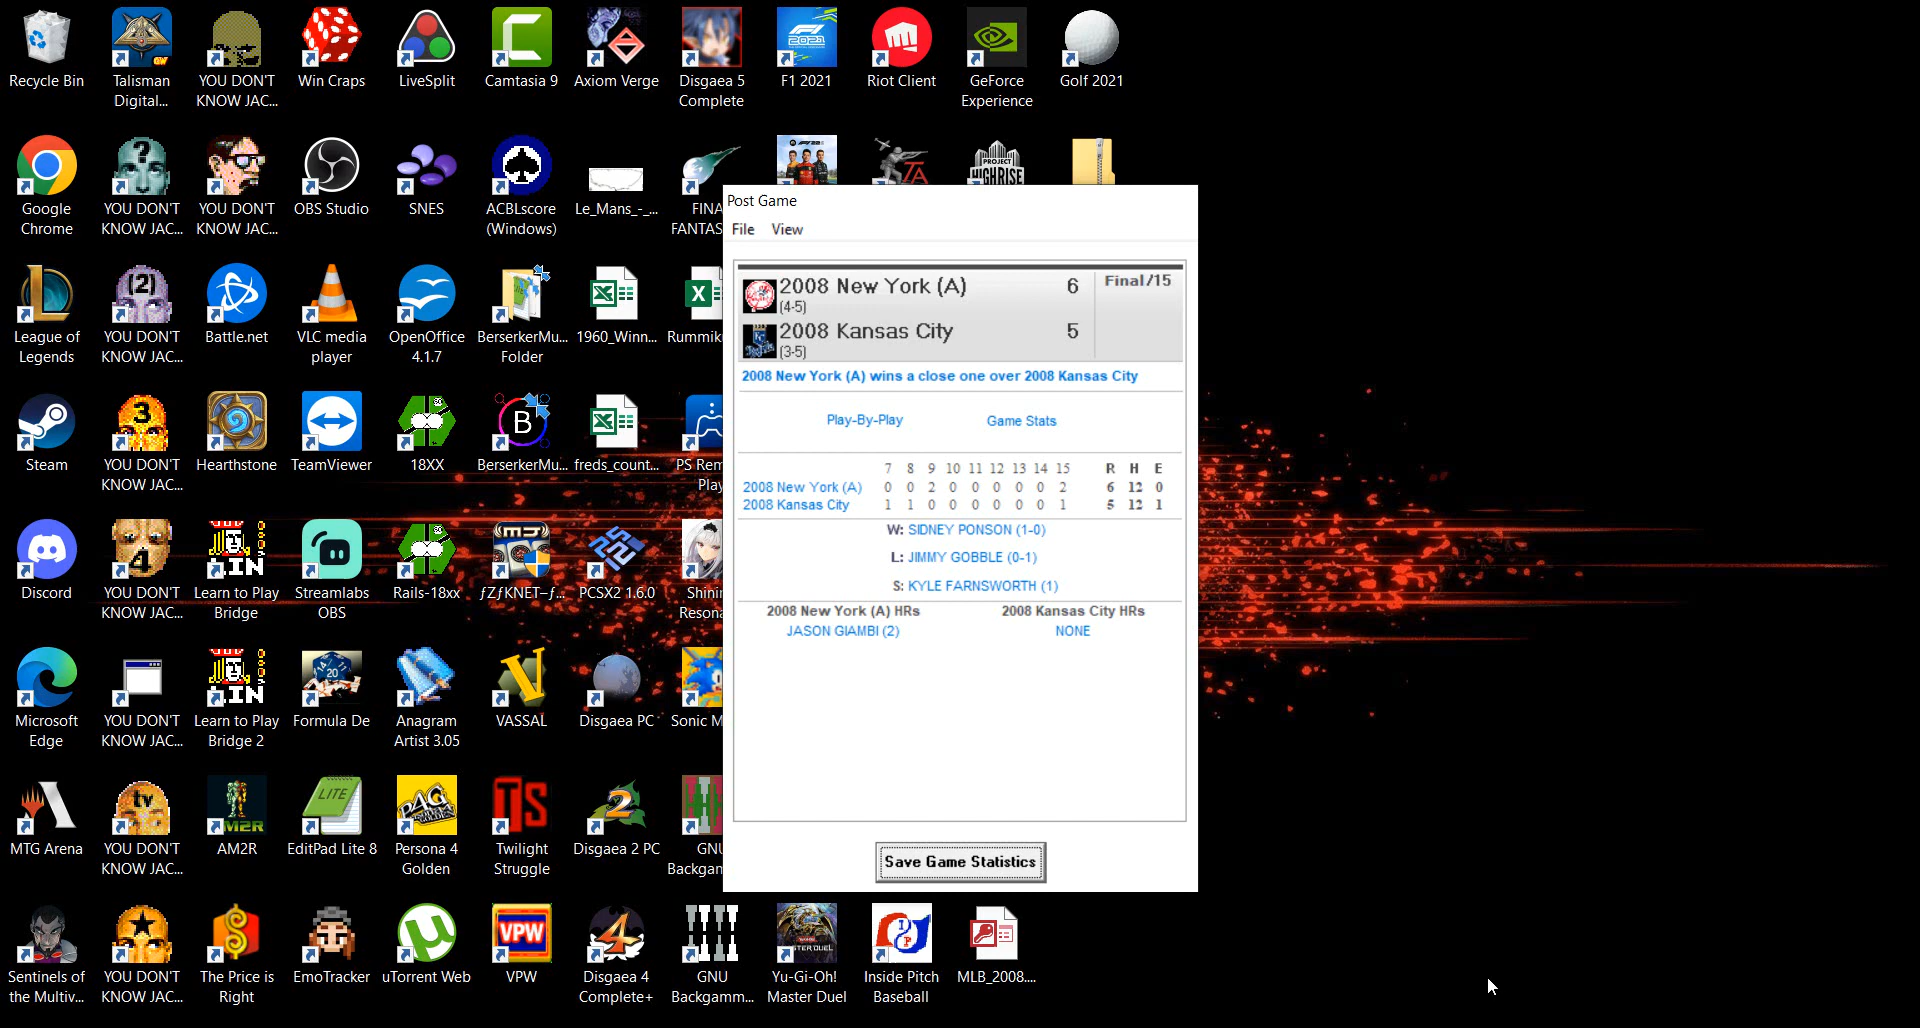 Recycle Bin
Talisman
Digital...
YOU DON'T
KNOW JAC...
Win Craps
LiveSplit
Camtasia 9
Axiom Verge
Disgaea 5
Complete
F1 2021
Riot Client
GeForce
Experience
Golf 2021
Google
Chrome
YOU DON'T
KNOW JAC...
YOU DON'T
KNOW JAC...
OBS Studio
SNES
ACBLscore
(Windows)
Le_Mans_-_...
FINA
FANTAS
PROJECT
HIGHRISE
League of
Legends
YOU DON'T
KNOW JAC...
Battle.net
VLC media
player
OpenOffice
4.1.7
BerserkerMu...
Folder
1960_Winn...
Rummik
Steam
YOU DON'T
KNOW JAC...
Hearthstone
TeamViewer
18XX
BerserkerMu...
freds_count...
PS Rem
Play
Discord
YOU DON'T
KNOW JAC...
Learn to Play
Bridge
Streamlabs
OBS
Rails-18xx
ƒZƒKNET–ƒ...
PCSX2 1.6.0
Shini
Resona
Microsoft
Edge
YOU DON'T
KNOW JAC...
Learn to Play
Bridge 2
Formula De
Anagram
Artist 3.05
VASSAL
Disgaea PC
Sonic M
MTG Arena
YOU DON'T
KNOW JAC...
AM2R
EditPad Lite 8
Persona 4
Golden
Twilight
Struggle
Disgaea 2 PC
GNU
Backgam
Sentinels of
the Multiv...
YOU DON'T
KNOW JAC...
The Price is
Right
EmoTracker
uTorrent Web
VPW
Disgaea 4
Complete+
GNU
Backgamm...
Yu-Gi-Oh!
Master Duel
Inside Pitch
Baseball
MLB_2008....
Post Game
File View
2008 New York (A) 6 Final/15
(4-5)
2008 Kansas City 5
(3-5)
2008 New York (A) wins a close one over 2008 Kansas City
Play-By-Play Game Stats
7 8 9 10 11 12 13 14 15 R H E
2008 New York (A) 0 0 2 0 0 0 0 0 2 6 12 0
2008 Kansas City 1 1 0 0 0 0 0 0 1 5 12 1
W: SIDNEY PONSON (1-0)
L: JIMMY GOBBLE (0-1)
S: KYLE FARNSWORTH (1)
2008 New York (A) HRs 2008 Kansas City HRs
JASON GIAMBI (2) NONE
Save Game Statistics